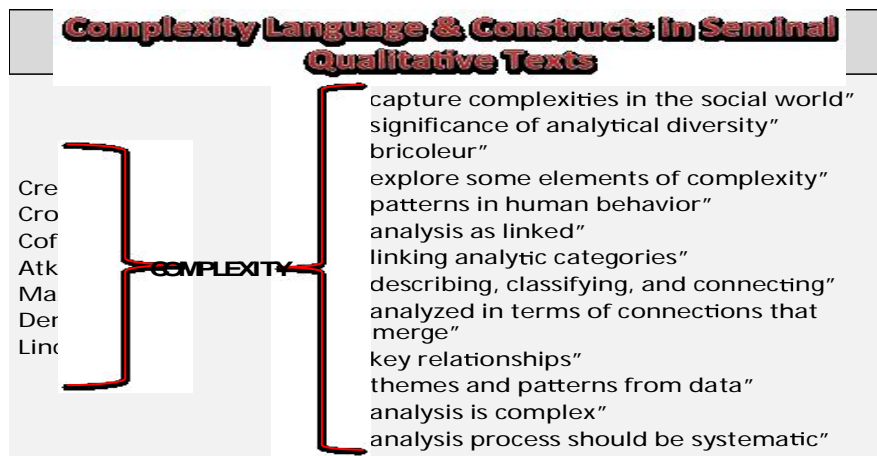 Complexity Language & Constructs in Seminal
Qualitative Texts
capture complexities in the social world”
significance of analytical diversity”
bricoleur”
explore some elements of complexity”
patterns in human behavior”
analysis as linked”
linking analytic categories”
describing, classifying, and connecting”
analyzed in terms of connections that
merge”
key relationships”
themes and patterns from data”
analysis is complex”
analysis process should be systematic”
Cre
Cro
Cof
Atk
Ma
Der
Linc
COMPLEXITY